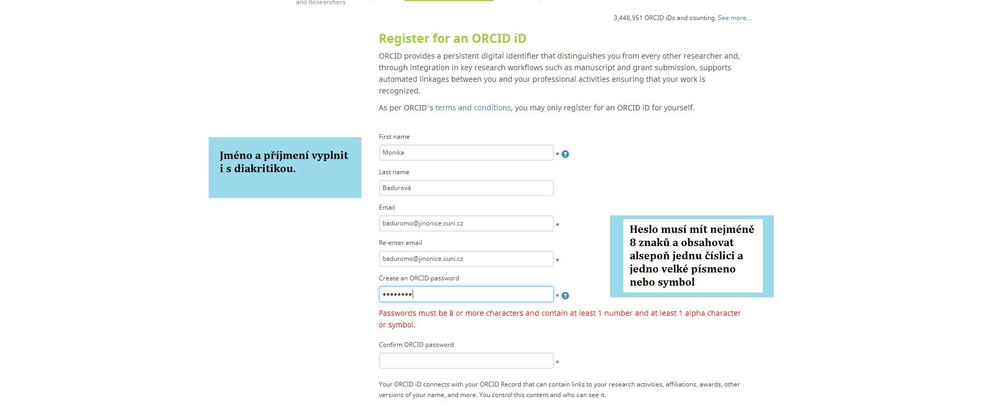 and Researchers
3,448,951 ORCID iDs and counting. See more...
Register for an ORCID iD
ORCID provides a persistent digital identifier that distinguishes you from every other researcher and,
through integration in key research workflows such as manuscript and grant submission, supports
automated linkages between you and your professional activities ensuring that your work is
recognized.
As per ORCID's terms and conditions, you may only register for an ORCID iD for yourself.
First name
Monika
* ?
Jméno a příjmení vyplnit
i s diakritikou.
Last name
Baďurová
Email
baduromo@jinonice.cuni.cz
*
Re-enter email
baduromo@jinonice.cuni.cz
*
Heslo musí mít nejméně
8 znaků a obsahovat
alsepoň jednu číslici a
jedno velké písmeno
nebo symbol
Create an ORCID password
••••••••
* ?
Passwords must be 8 or more characters and contain at least 1 number and at least 1 alpha character
or symbol.
Confirm ORCID password
*
Your ORCID iD connects with your ORCID Record that can contain links to your research activities, affiliations, awards, other
versions of your name, and more. You control this content and who can see it.